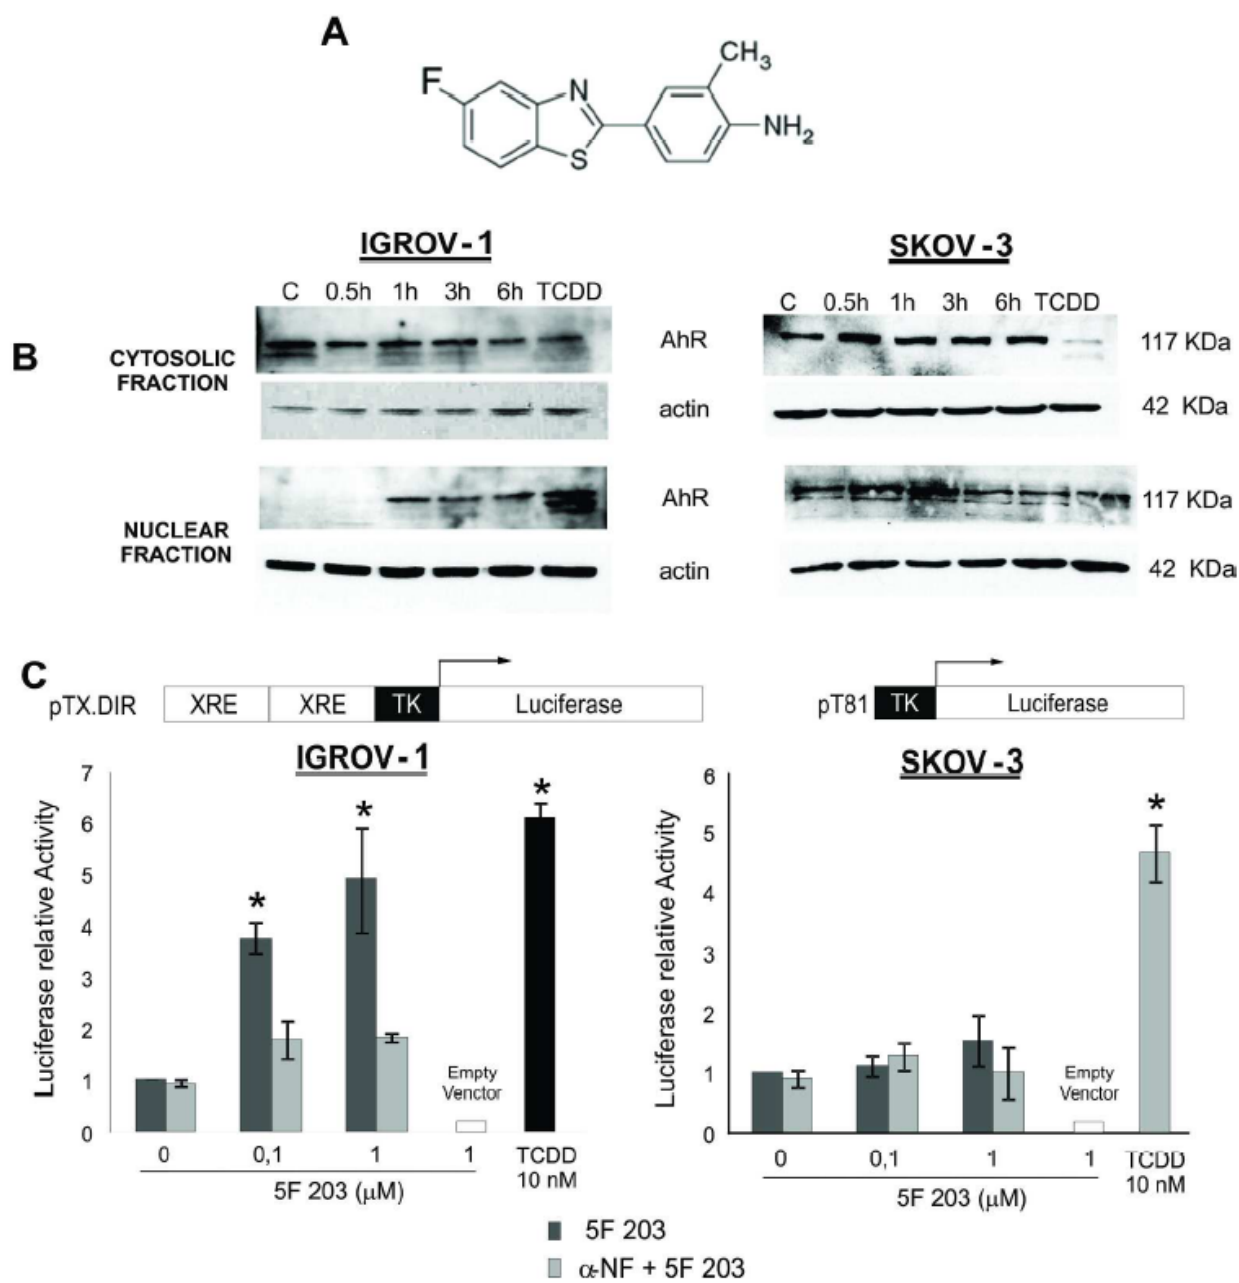 A
F
N
S
CH3
NH2
IGROV-1
SKOV-3
C 0.5h 1h 3h 6h TCDD
C 0.5h 1h 3h 6h TCDD
B
CYTOSOLIC
FRACTION
AhR
117 KDa
actin
42 KDa
NUCLEAR
FRACTION
AhR
117 KDa
actin
42 KDa
C
pTX.DIR XRE XRE TK Luciferase
pT81 TK Luciferase
IGROV-1
Luciferase relative Activity
7
6
5
4
3
2
1
0
*
*
*
Empty
Venctor
0 0,1 1 1 TCDD
10 nM
5F 203 (µM)
SKOV-3
Luciferase relative Activity
6
5
4
3
2
1
0
*
Empty
Venctor
0 0,1 1 1 TCDD
10 nM
5F 203 (µM)
5F 203
α-NF + 5F 203